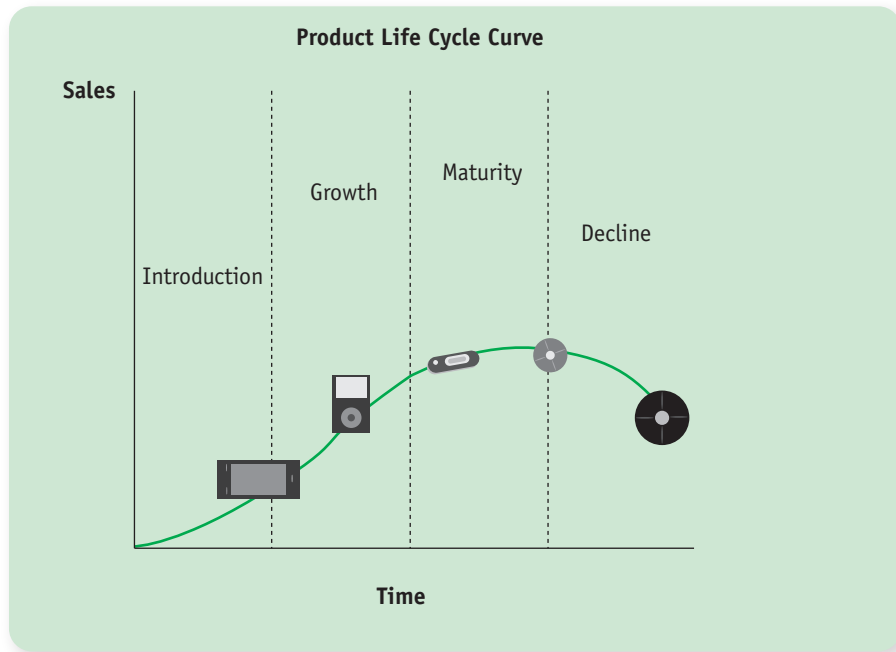 Product Life Cycle Curve
Sales
Maturity
Growth
Decline
Introduction
Time